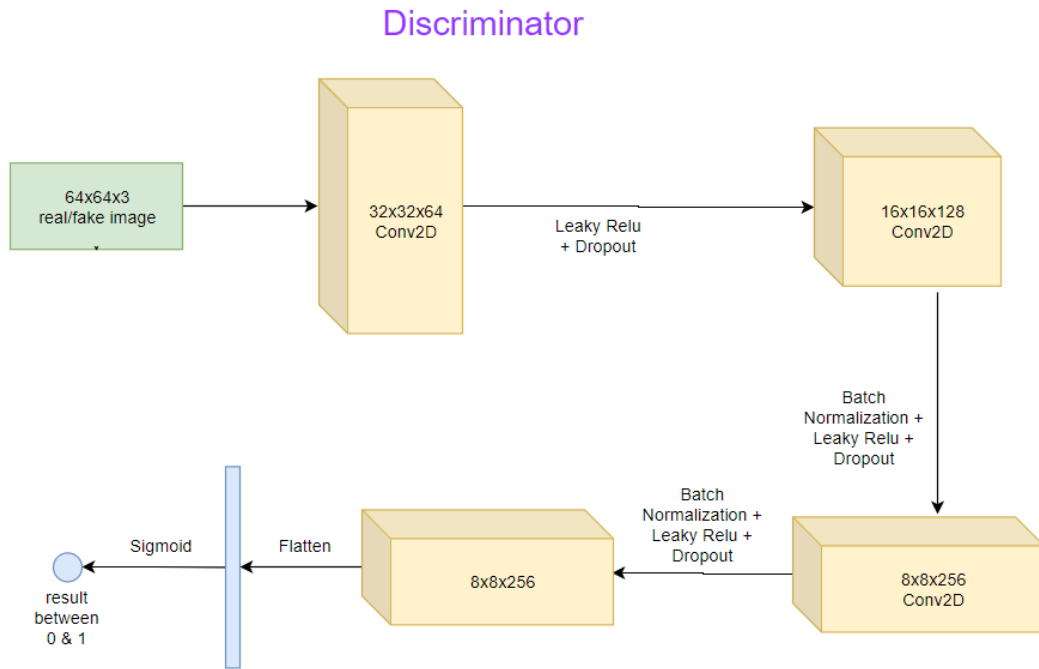 Discriminator
64x64x3
real/fake image
32x32x64
Conv2D
Leaky Relu
+ Dropout
16x16x128
Conv2D
Batch
Normalization +
Leaky Relu +
Dropout
8x8x256
Conv2D
Batch
Normalization +
Leaky Relu +
Dropout
8x8x256
Flatten
Sigmoid
result
between
0 & 1